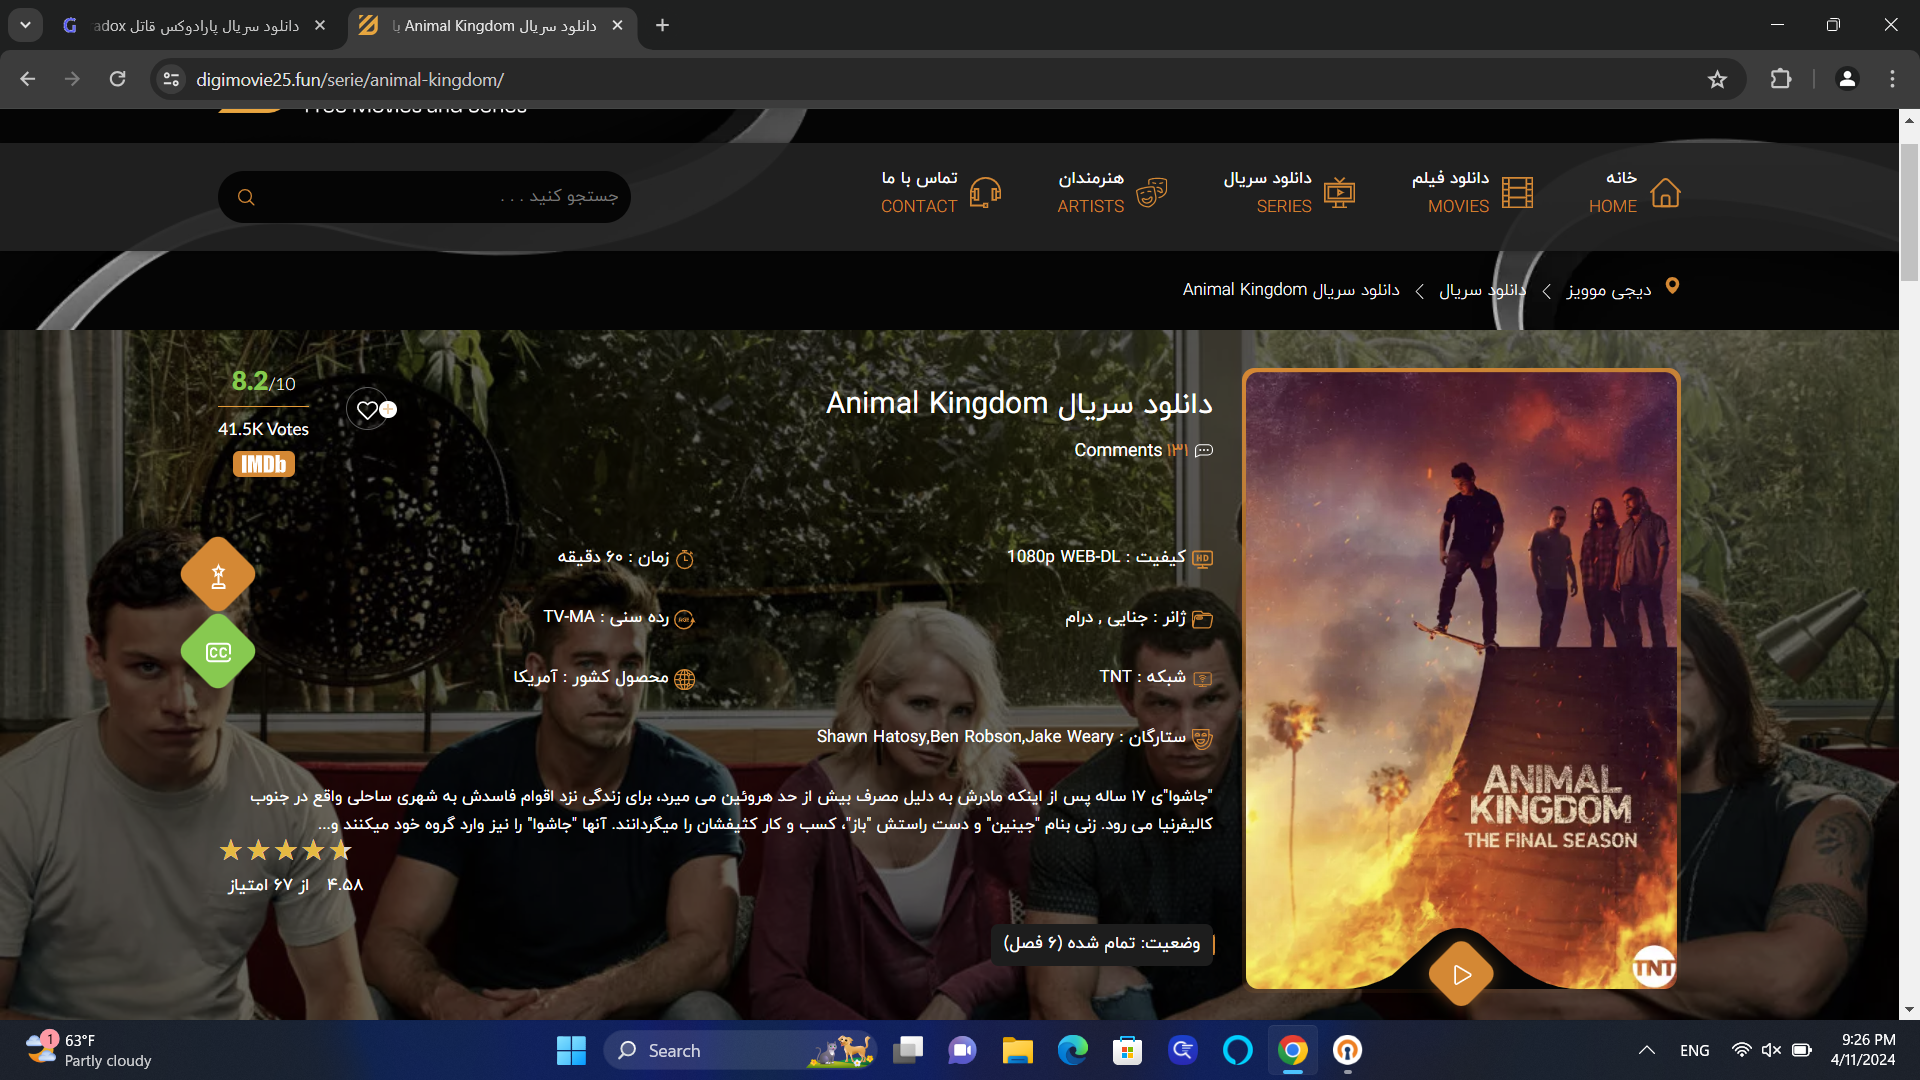 دانلود سریال پارادوکس قاتل adox
دانلود سریال Animal Kingdom با
digimovie25.fun/serie/animal-kingdom/
Free Movies and Series
خانه
HOME
دانلود فیلم
MOVIES
دانلود سریال
SERIES
هنرمندان
ARTISTS
تماس با ما
CONTACT
جستجو کنید . . .
دیجی موویز
دانلود سریال
دانلود سریال Animal Kingdom
8.2/10
41.5K Votes
IMDb
دانلود سریال Animal Kingdom
۱۳۱ Comments
کیفیت : 1080p WEB-DL
زمان : ۶۰ دقیقه
ژانر : جنایی , درام
رده سنی : TV-MA
شبکه : TNT
محصول کشور : آمریکا
ستارگان : Shawn Hatosy,Ben Robson,Jake Weary
"جاشوا"ی ۱۷ ساله پس از اینکه مادرش به دلیل مصرف بیش از حد هروئین می میرد، برای زندگی نزد اقوام فاسدش به شهری ساحلی واقع در جنوب
کالیفرنیا می رود. زنی بنام "جینین" و دست راستش "باز"، کسب و کار کثیفشان را میگردانند. آنها "جاشوا" را نیز وارد گروه خود میکنند و...
۴.۵۸ از ۶۷ امتیاز
وضعیت: تمام شده (۶ فصل)
CC
HD
ANIMAL
KINGDOM
THE FINAL SEASON
TNT
1
63°F
Partly cloudy
Search
ENG
9:26 PM
4/11/2024